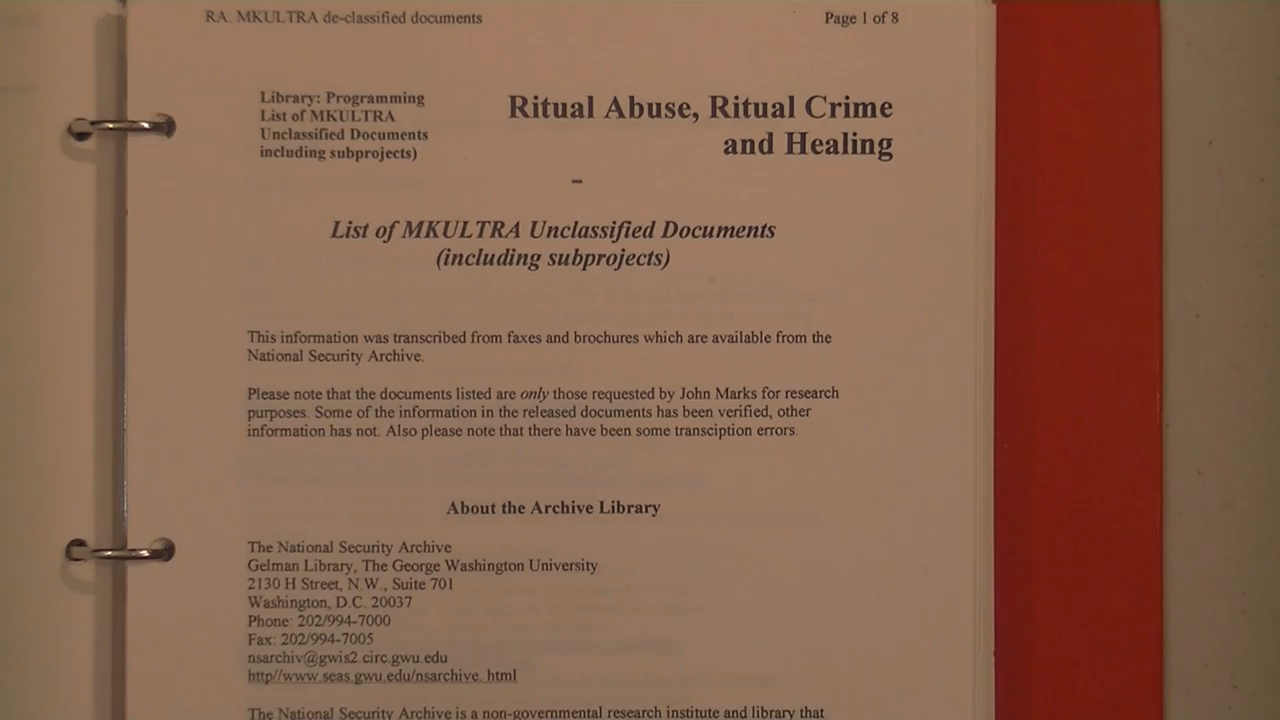 RA. MKULTRA de-classified documents
Page 1 of 8
Library: Programming
List of MKULTRA
Unclassified Documents
including subprojects)
Ritual Abuse, Ritual Crime
and Healing
–
List of MKULTRA Unclassified Documents
(including subprojects)
This information was transcribed from faxes and brochures which are available from the
National Security Archive.
Please note that the documents listed are only those requested by John Marks for research
purposes. Some of the information in the released documents has been verified, other
information has not. Also please note that there have been some transciption errors.
About the Archive Library
The National Security Archive
Gelman Library, The George Washington University
2130 H Street, N.W., Suite 701
Washington, D.C. 20037
Phone: 202/994-7000
Fax: 202/994-7005
nsarchiv@gwis2.circ.gwu.edu
http//www.seas.gwu.edu/nsarchive. html
The National Security Archive is a non-governmental research institute and library that